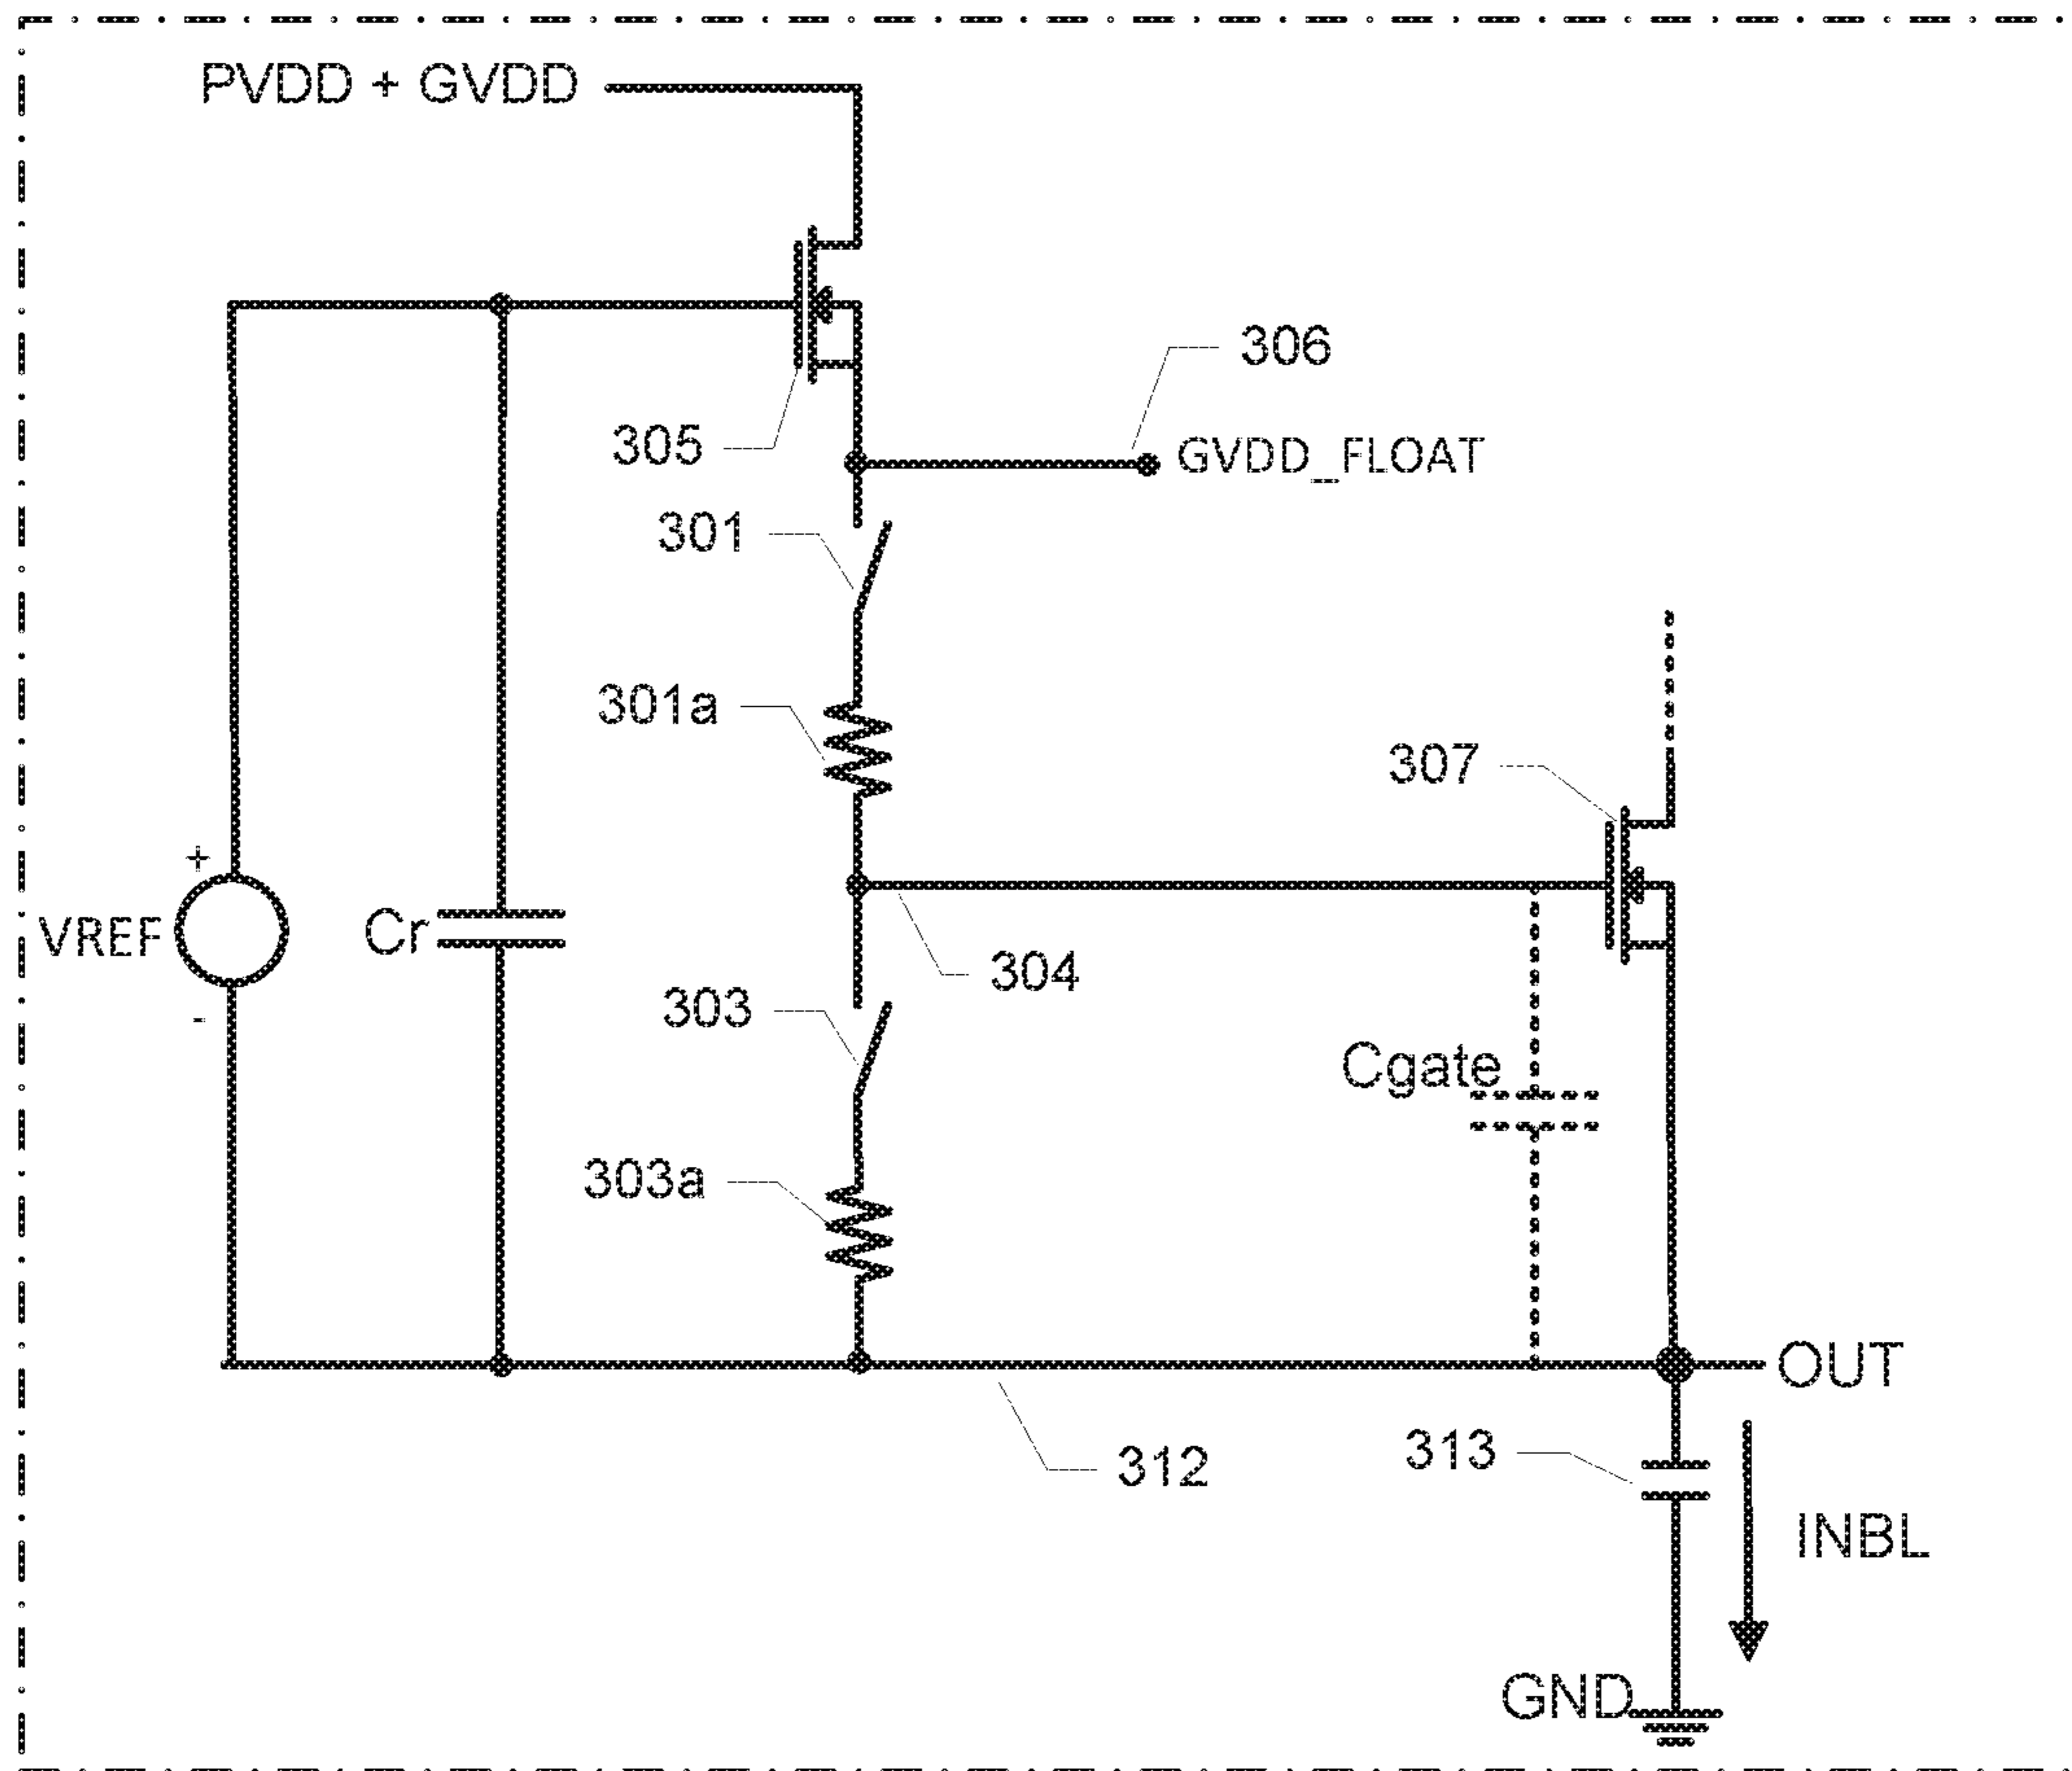 PVDD + GVDD
306
305
GVDD_FLOAT
301
301a
307
+
VREF
Cr
304
303
-
Cgate
303a
OUT
312
313
INBL
GND